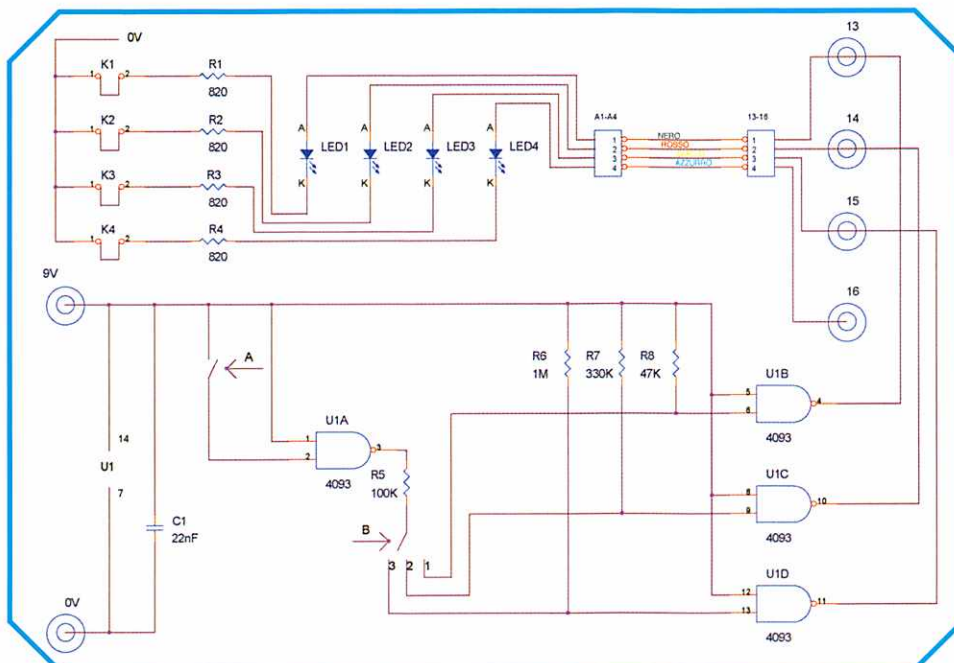 13
0V
K1
R1
1
2
820
A1-A4
13-16
K2
R2
A
A
A
A
1
2
820
LED1
LED2
LED3
LED4
1
2
3
4
NERO
ROSSO
AZZURRO
1
2
3
4
14
K3
R3
K
K
K
K
1
2
820
15
K4
R4
1
2
820
9V
16
A
R6
1M
R7
330K
R8
47K
U1B
5
6
4
4093
U1A
1
2
3
4093
14
U1
7
R5
100K
U1C
8
9
10
4093
C1
22nF
B
3
2
1
U1D
12
13
11
4093
0V